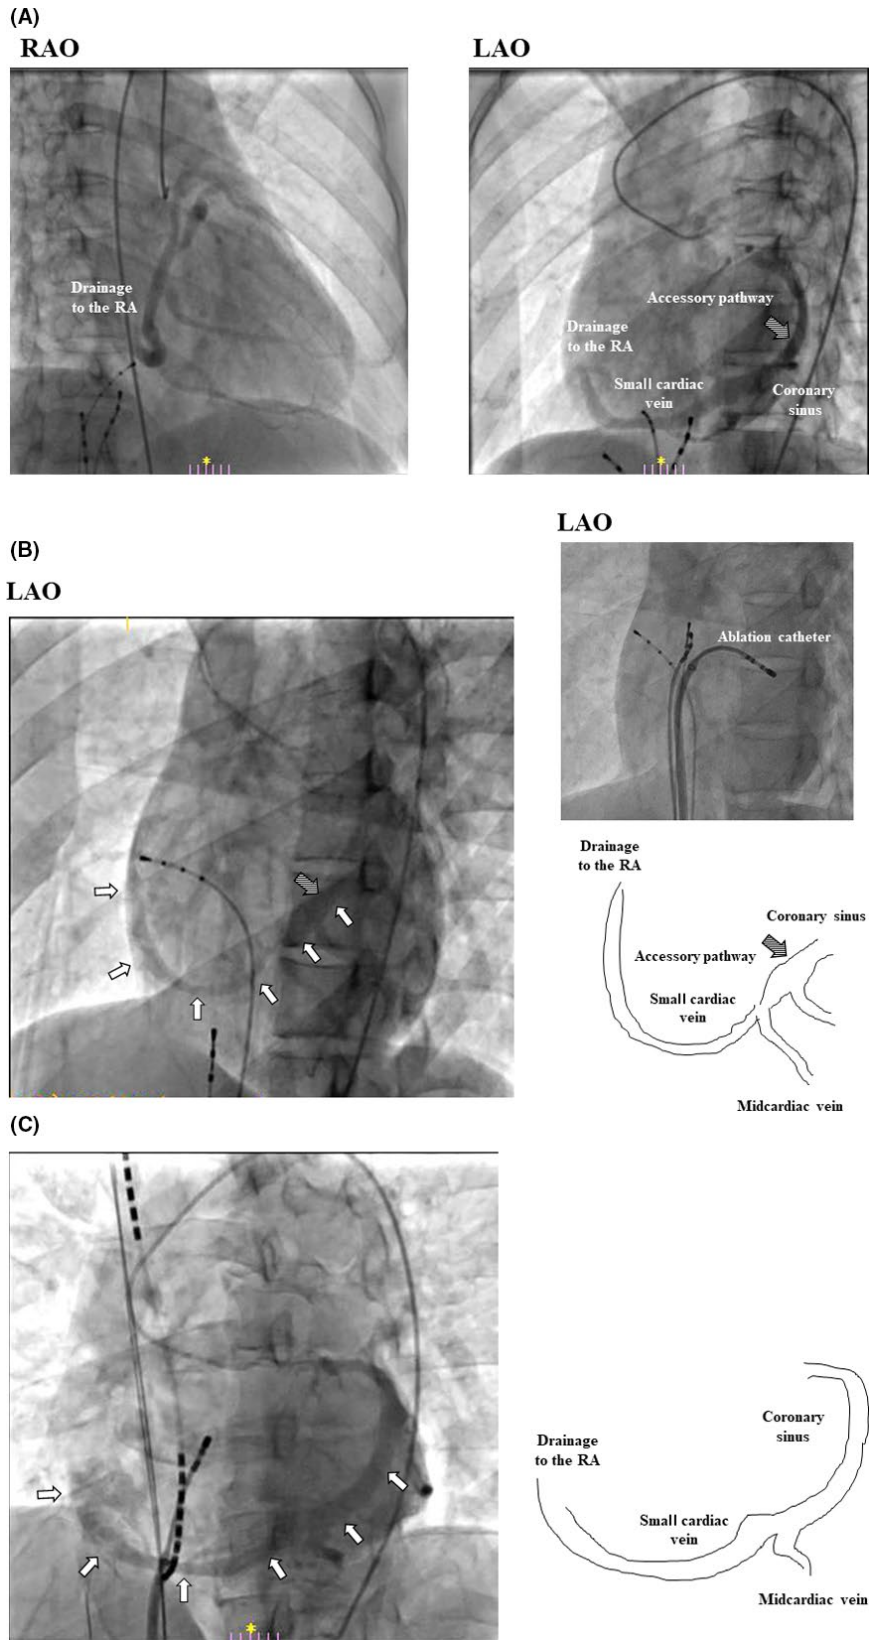 (A)
RAO
LAO
Drainage
to the RA
Accessory pathway
Drainage
to the RA
Small cardiac
vein
Coronary
sinus
(B)
LAO
LAO
Ablation catheter
Drainage
to the RA
Coronary sinus
Accessory pathway
Small cardiac
vein
Midcardiac vein
(C)
Coronary
sinus
Drainage
to the RA
Small cardiac
vein
Midcardiac vein